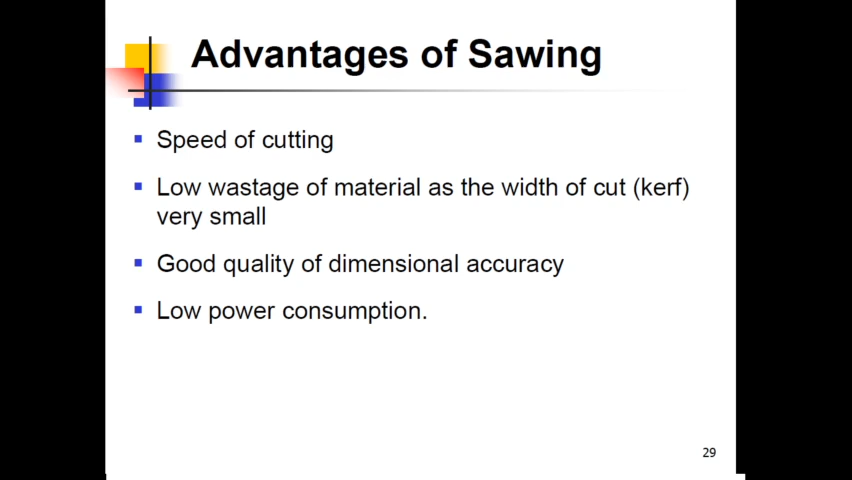 Advantages of Sawing
Speed of cutting
Low wastage of material as the width of cut (kerf)
very small
Good quality of dimensional accuracy
Low power consumption.
29